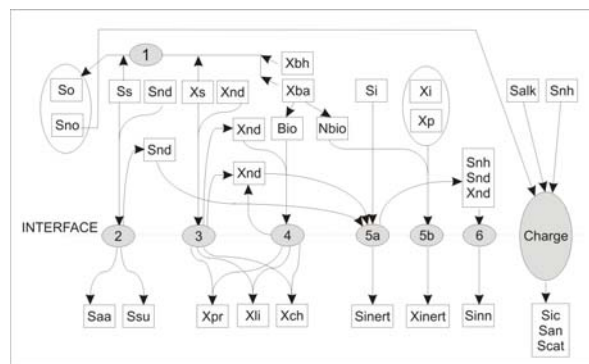 1
So
Sno
Ss
Snd
Xs
Xnd
Xbh
Xba
Si
Xi
Xp
Salk
Snh
Snd
Xnd
Bio
Nbio
Xnd
Snh
Snd
Xnd
INTERFACE
2
3
4
5a
5b
6
Charge
Saa
Ssu
Xpr
Xli
Xch
Sinert
Xinert
Sinn
Sic
San
Scat